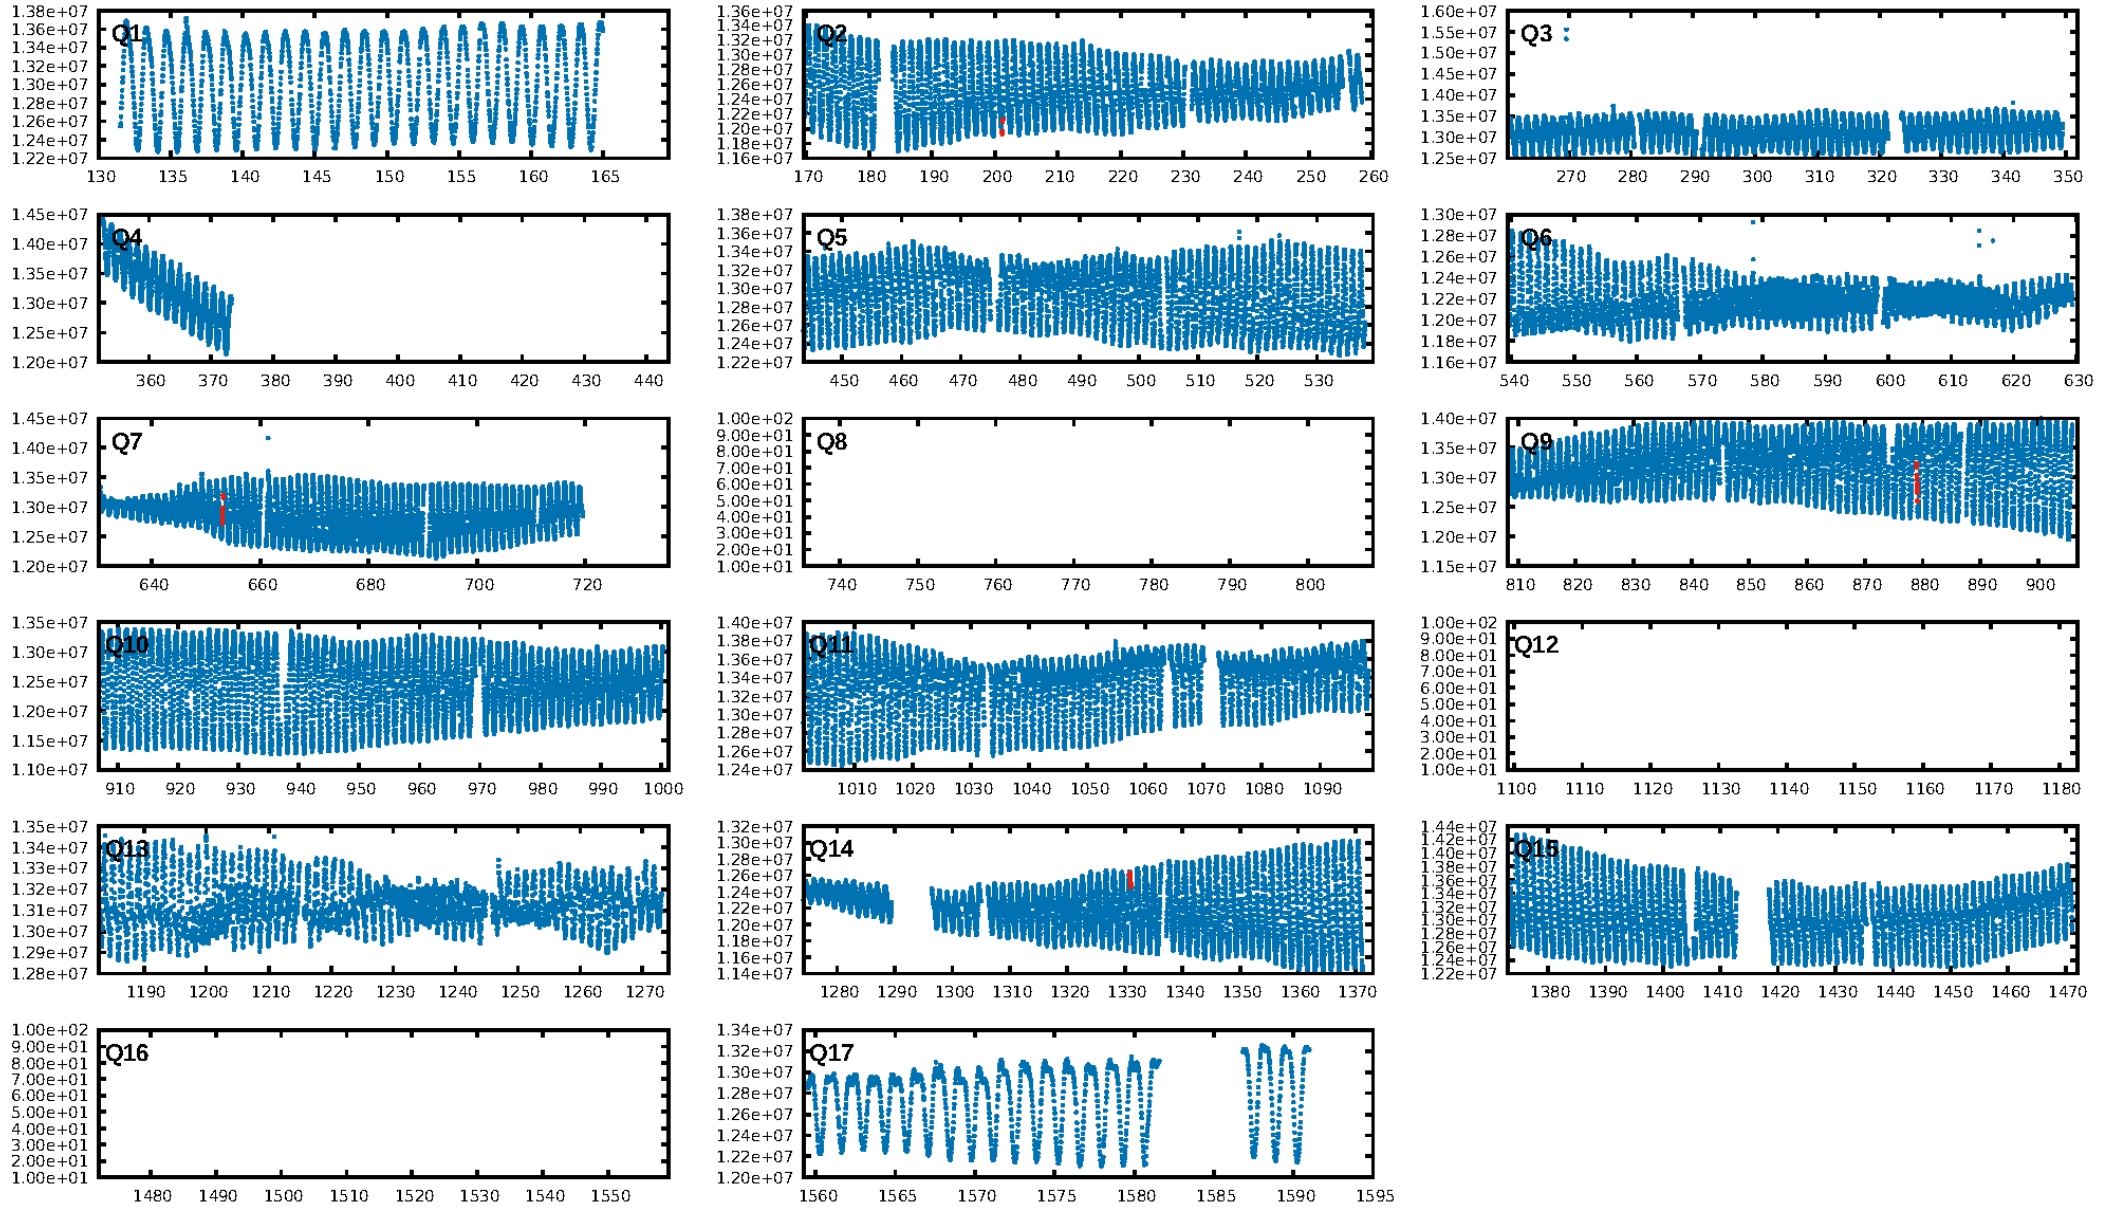 1.38e+07 1.36e+07 1.34e+07 1.32e+07 1.30e+07 1.28e+07 1.26e+07 1.24e+07 1.22e+07
Q1
130 135 140 145 150 155 160 165
1.36e+07 1.34e+07 1.32e+07 1.30e+07 1.28e+07 1.26e+07 1.24e+07 1.22e+07 1.20e+07 1.18e+07 1.16e+07
Q2
170 180 190 200 210 220 230 240 250 260
1.60e+07 1.55e+07 1.50e+07 1.45e+07 1.40e+07 1.35e+07 1.30e+07 1.25e+07
Q3
270 280 290 300 310 320 330 340 350
1.45e+07 1.40e+07 1.35e+07 1.30e+07 1.25e+07 1.20e+07
Q4
360 370 380 390 400 410 420 430 440
1.38e+07 1.36e+07 1.34e+07 1.32e+07 1.30e+07 1.28e+07 1.26e+07 1.24e+07 1.22e+07
Q5
450 460 470 480 490 500 510 520 530
1.30e+07 1.28e+07 1.26e+07 1.24e+07 1.22e+07 1.20e+07 1.18e+07 1.16e+07
Q6
540 550 560 570 580 590 600 610 620 630
1.45e+07 1.40e+07 1.35e+07 1.30e+07 1.25e+07 1.20e+07
Q7
640 660 680 700 720
1.00e+02 9.00e+01 8.00e+01 7.00e+01 6.00e+01 5.00e+01 4.00e+01 3.00e+01 2.00e+01 1.00e+01
Q8
740 750 760 770 780 790 800
1.40e+07 1.35e+07 1.30e+07 1.25e+07 1.20e+07 1.15e+07
Q9
810 820 830 840 850 860 870 880 890 900
1.35e+07 1.30e+07 1.25e+07 1.20e+07 1.15e+07 1.10e+07
Q10
910 920 930 940 950 960 970 980 990 1000
1.40e+07 1.38e+07 1.36e+07 1.34e+07 1.32e+07 1.30e+07 1.28e+07 1.26e+07 1.24e+07
Q11
1010 1020 1030 1040 1050 1060 1070 1080 1090
1.00e+02 9.00e+01 8.00e+01 7.00e+01 6.00e+01 5.00e+01 4.00e+01 3.00e+01 2.00e+01 1.00e+01
Q12
1100 1110 1120 1130 1140 1150 1160 1170 1180
1.35e+07 1.34e+07 1.33e+07 1.32e+07 1.31e+07 1.30e+07 1.29e+07 1.28e+07
Q13
1190 1200 1210 1220 1230 1240 1250 1260 1270
1.32e+07 1.30e+07 1.28e+07 1.26e+07 1.24e+07 1.22e+07 1.20e+07 1.18e+07 1.16e+07 1.14e+07
Q14
1280 1290 1300 1310 1320 1330 1340 1350 1360 1370
1.44e+07 1.42e+07 1.40e+07 1.38e+07 1.36e+07 1.34e+07 1.32e+07 1.30e+07 1.28e+07 1.26e+07 1.24e+07 1.22e+07
Q15
1380 1390 1400 1410 1420 1430 1440 1450 1460 1470
1.00e+02 9.00e+01 8.00e+01 7.00e+01 6.00e+01 5.00e+01 4.00e+01 3.00e+01 2.00e+01 1.00e+01
Q16
1480 1490 1500 1510 1520 1530 1540 1550
1.34e+07 1.32e+07 1.30e+07 1.28e+07 1.26e+07 1.24e+07 1.22e+07 1.20e+07
Q17
1560 1565 1570 1575 1580 1585 1590 1595